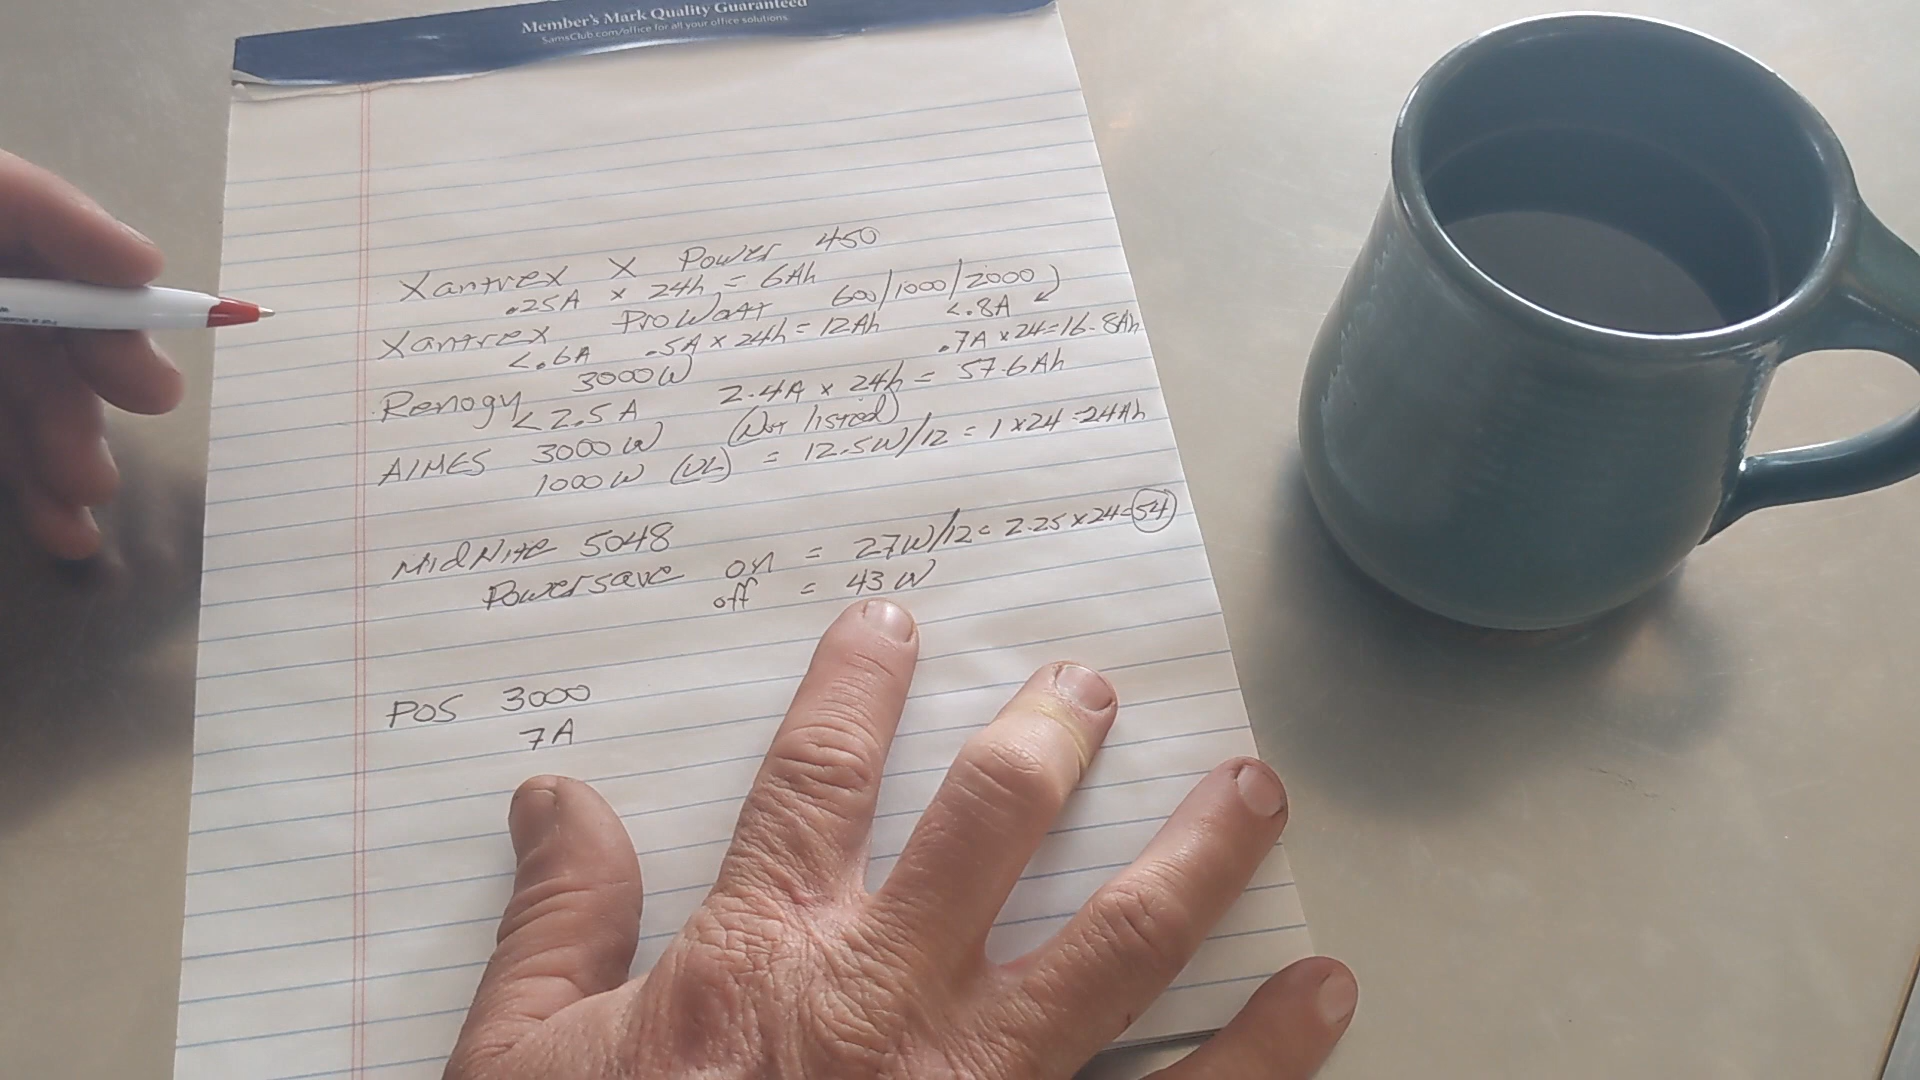 Member's Mark Quality Guaranteed
SamsClub.com/office for all your office solutions.
Xantrex X Power 450
.25A x 24h = 6Ah
Xantrex ProWatt 600/1000/2000
<.6A .5A x 24h = 12Ah <.8A
.7A x 24 = 16.8Ah
Renogy 3000W
<2.5A 2.4A x 24h = 57.6Ah
AIMES 3000W (Not listed)
1000W (UL) = 12.5W/12 = 1 x 24 = 24Ah
MidNite 5048
Powersave on = 27W/12 = 2.25 x 24 = 54
off = 43W
POS 3000
7A